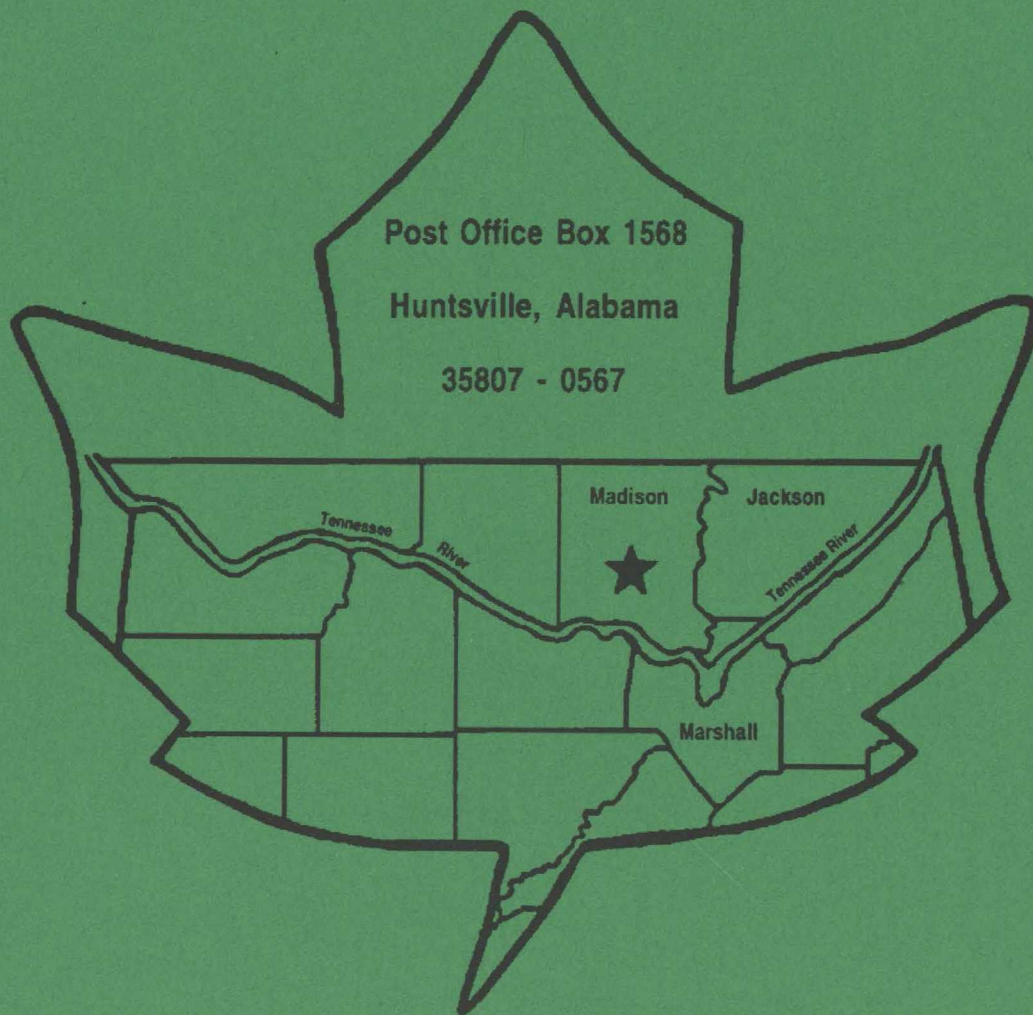 Post Office Box 1568
Huntsville, Alabama
35807 - 0567
Madison
Jackson
Tennessee
River
Tennessee River
Marshall